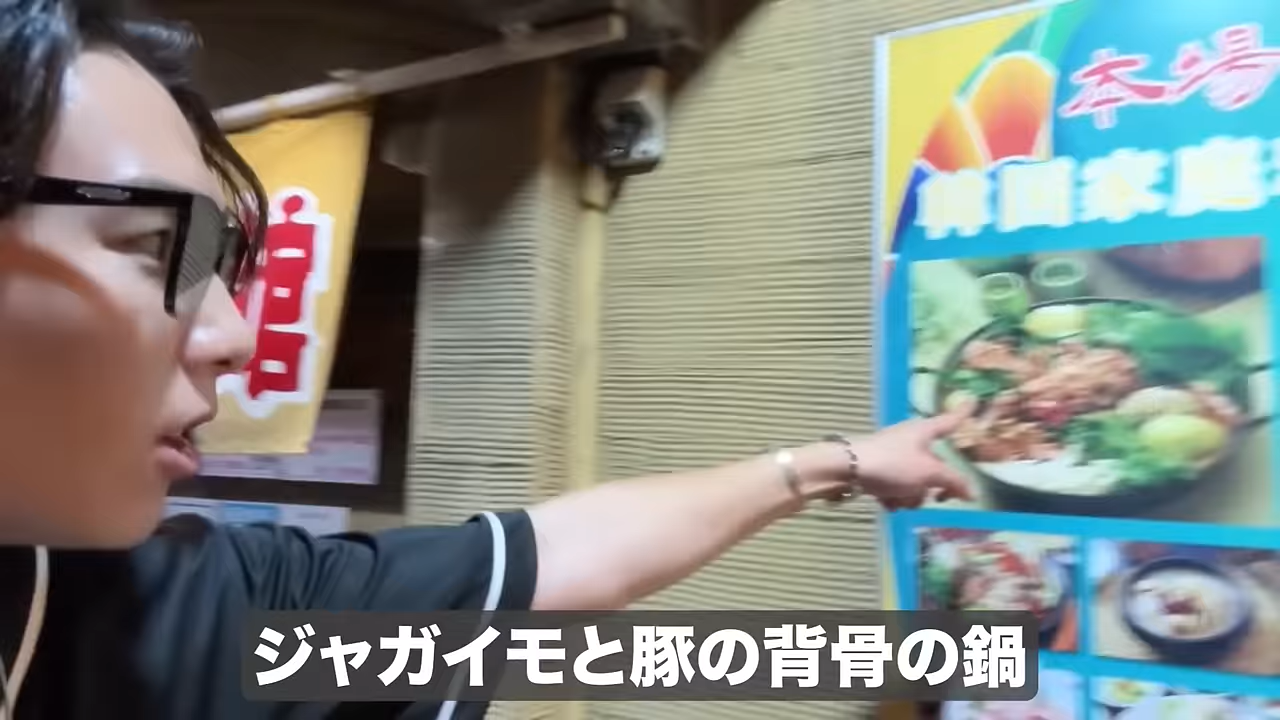 本場
韓国家庭
ジャガイモと豚の背骨の鍋